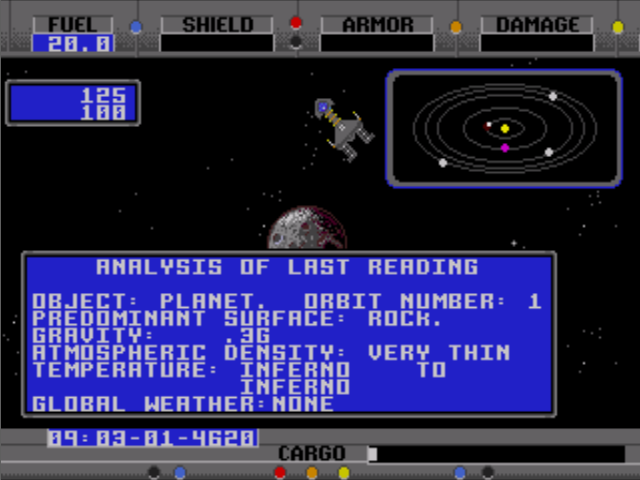 FUEL SHIELD ARMOR DAMAGE
20.0
125
100
ANALYSIS OF LAST READING
OBJECT: PLANET. ORBIT NUMBER: 1
PREDOMINANT SURFACE: ROCK.
GRAVITY: .3G
ATMOSPHERIC DENSITY: VERY THIN
TEMPERATURE: INFERNO TO
INFERNO
GLOBAL WEATHER:NONE
09:03-01-4620
CARGO